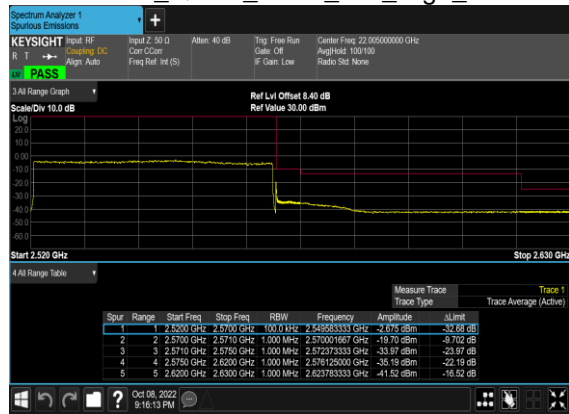 Spectrum Analyzer 1
Spurious Emissions
+
KEYSIGHT
R T
LW PASS
Input: RF
Coupling: DC
Align: Auto
Input Z: 50 Ω
Corr CCorr
Freq Ref: Int (S)
Atten: 40 dB
Trig: Free Run
Gate: Off
IF Gain: Low
Center Freq: 22.005000000 GHz
Avg|Hold: 100/100
Radio Std: None
3 All Range Graph
Scale/Div 10.0 dB
Ref Lvl Offset 8.40 dB
Ref Value 30.00 dBm
Log
20.0
10.0
0.00
-10.0
-20.0
-30.0
-40.0
-50.0
-60.0
Start 2.520 GHz
Stop 2.630 GHz
4 All Range Table
Measure Trace Trace 1
Trace Type Trace Average (Active)
Spur Range Start Freq Stop Freq RBW Frequency Amplitude ΔLimit
1 1 2.5200 GHz 2.5700 GHz 100.0 kHz 2.549583333 GHz -2.675 dBm -32.68 dB
2 2 2.5700 GHz 2.5710 GHz 1.000 MHz 2.570001667 GHz -19.70 dBm -9.702 dB
3 3 2.5710 GHz 2.5750 GHz 1.000 MHz 2.572373333 GHz -33.97 dBm -23.97 dB
4 4 2.5750 GHz 2.6200 GHz 1.000 MHz 2.576125000 GHz -35.19 dBm -22.19 dB
5 5 2.6200 GHz 2.6300 GHz 1.000 MHz 2.623783333 GHz -41.52 dBm -16.52 dB
?
Oct 08, 2022
9:16:13 PM